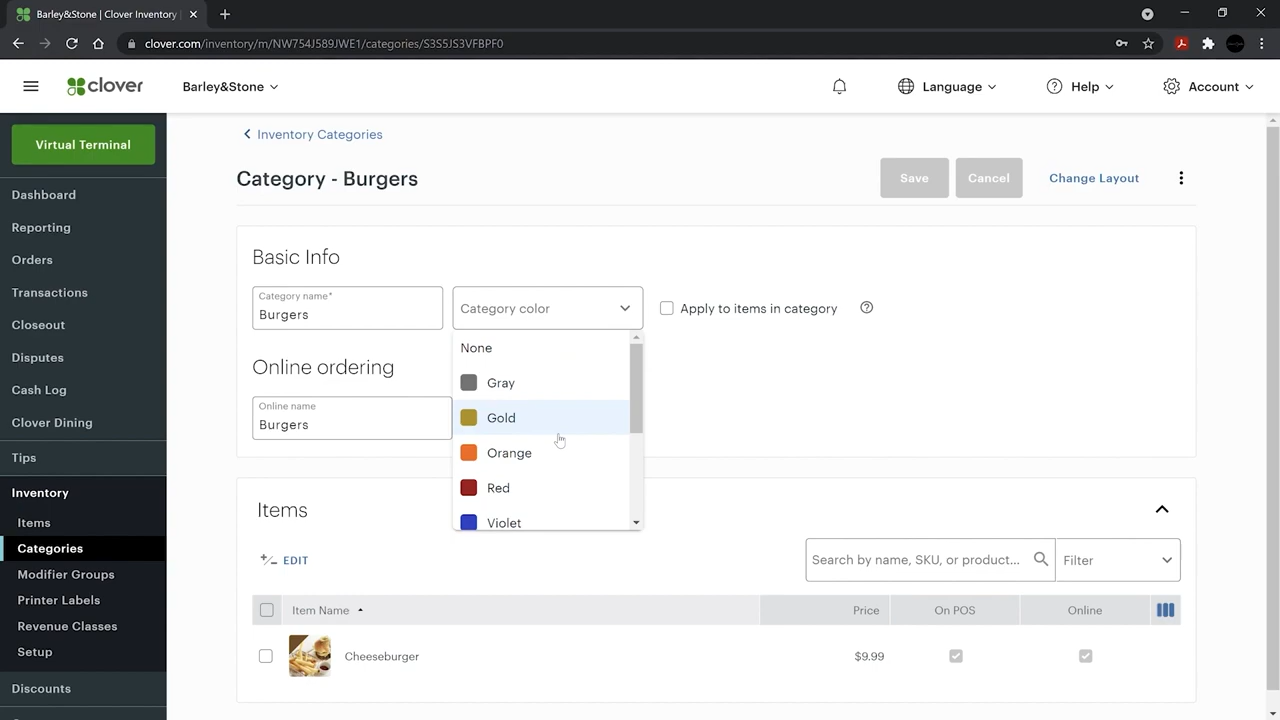 Barley&Stone | Clover Inventory
clover.com/inventory/m/NW754J589JWE1/categories/S3S5JS3VFBPF0
clover
Barley&Stone
Language
Help
Account
Virtual Terminal
Dashboard
Reporting
Orders
Transactions
Closeout
Disputes
Cash Log
Clover Dining
Tips
Inventory
Items
Categories
Modifier Groups
Printer Labels
Revenue Classes
Setup
Discounts
Inventory Categories
Category - Burgers
Save
Cancel
Change Layout
Basic Info
Category name*
Burgers
Category color
Apply to items in category
None
Gray
Gold
Orange
Red
Violet
Online ordering
Online name
Burgers
Items
EDIT
Search by name, SKU, or product...
Filter
Item Name
Price
On POS
Online
Cheeseburger
$9.99